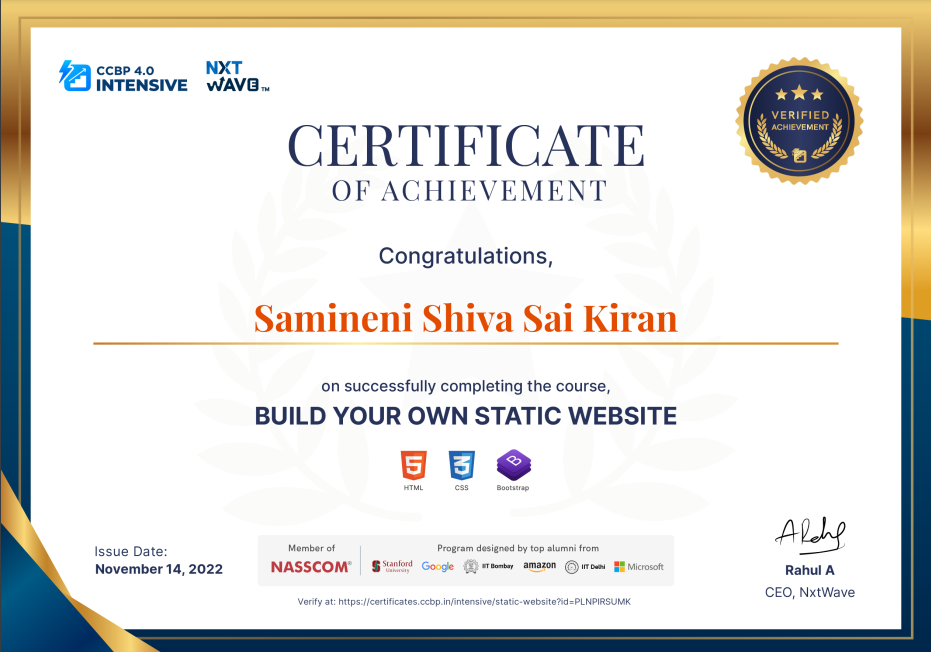 CCBP 4.0
INTENSIVE
NXT
WAVE™
VERIFIED
ACHIEVEMENT
CERTIFICATE
OF ACHIEVEMENT
Congratulations,
Samineni Shiva Sai Kiran
on successfully completing the course,
BUILD YOUR OWN STATIC WEBSITE
5 3 B
HTML CSS Bootstrap
Issue Date:
November 14, 2022
Member of
NASSCOM®
Program designed by top alumni from
Stanford University Google IIT Bombay amazon IIT Delhi Microsoft
Verify at: https://certificates.ccbp.in/intensive/static-website?id=PLNPIRSUMK
Rahul A
CEO, NxtWave